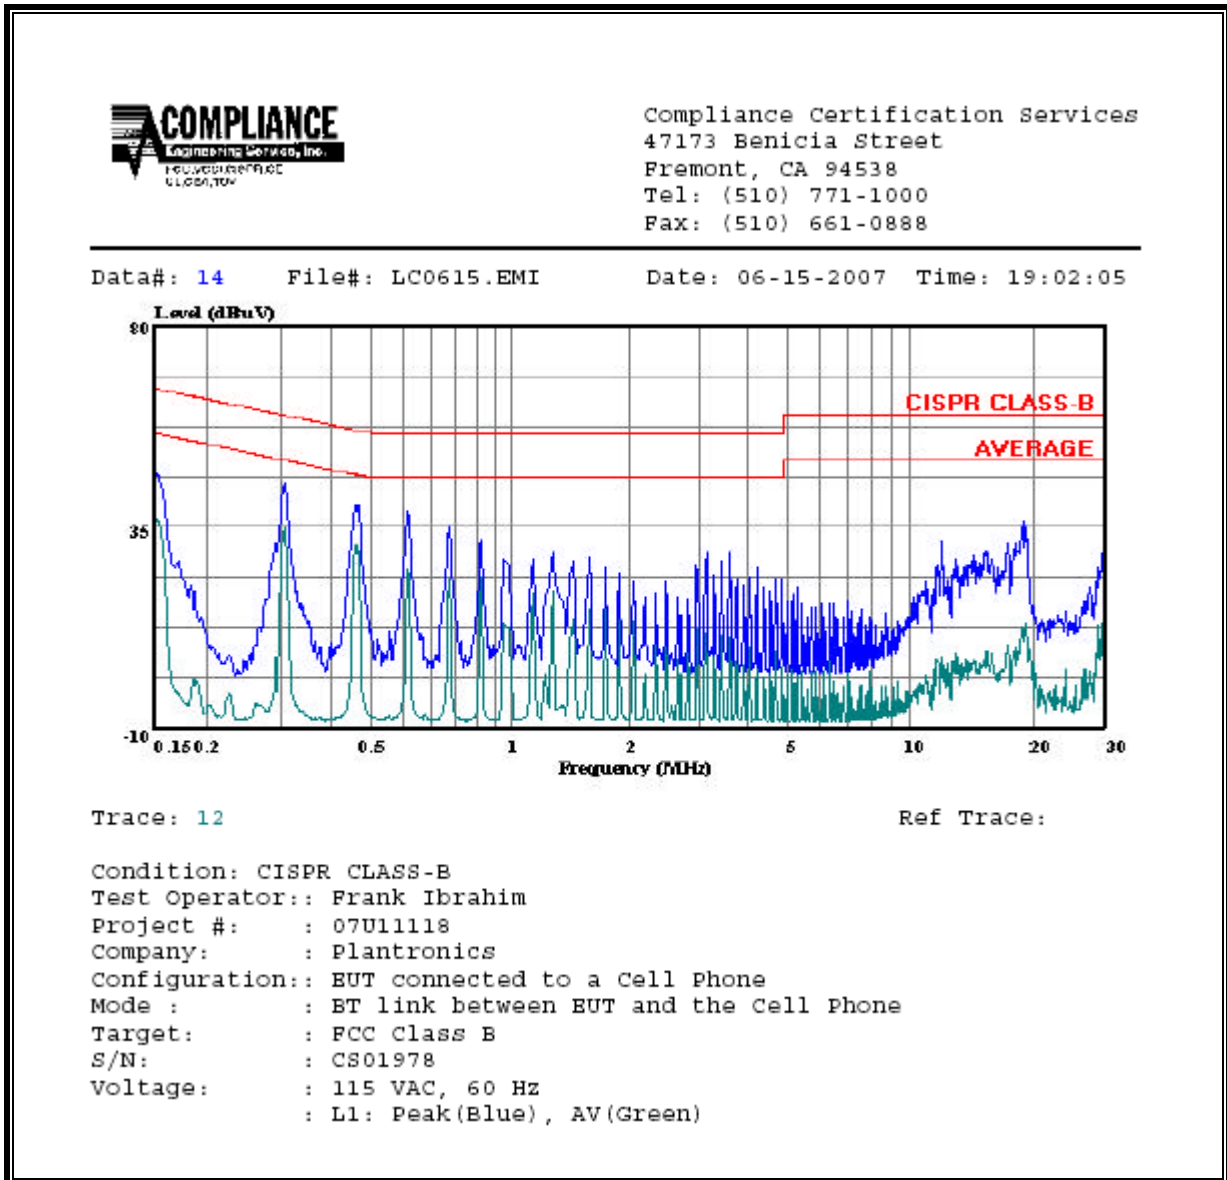 COMPLIANCE
Engineering Service, Inc.
Compliance Certification Services
47173 Benicia Street
Fremont, CA 94538
Tel: (510) 771-1000
Fax: (510) 661-0888
Data#: 14 File#: LC0615.EMI Date: 06-15-2007 Time: 19:02:05
Level (dBuV)
80
CISPR CLASS-B
AVERAGE
35
-10
0.15 0.2 0.5 1 2 5 10 20 30
Frequency (MHz)
Trace: 12 Ref Trace:
Condition: CISPR CLASS-B
Test Operator:: Frank Ibrahim
Project #: : 07U11118
Company: : Plantronics
Configuration:: EUT connected to a Cell Phone
Mode : : BT link between EUT and the Cell Phone
Target: : FCC Class B
S/N: : CS01978
Voltage: : 115 VAC, 60 Hz
: L1: Peak(Blue), AV(Green)